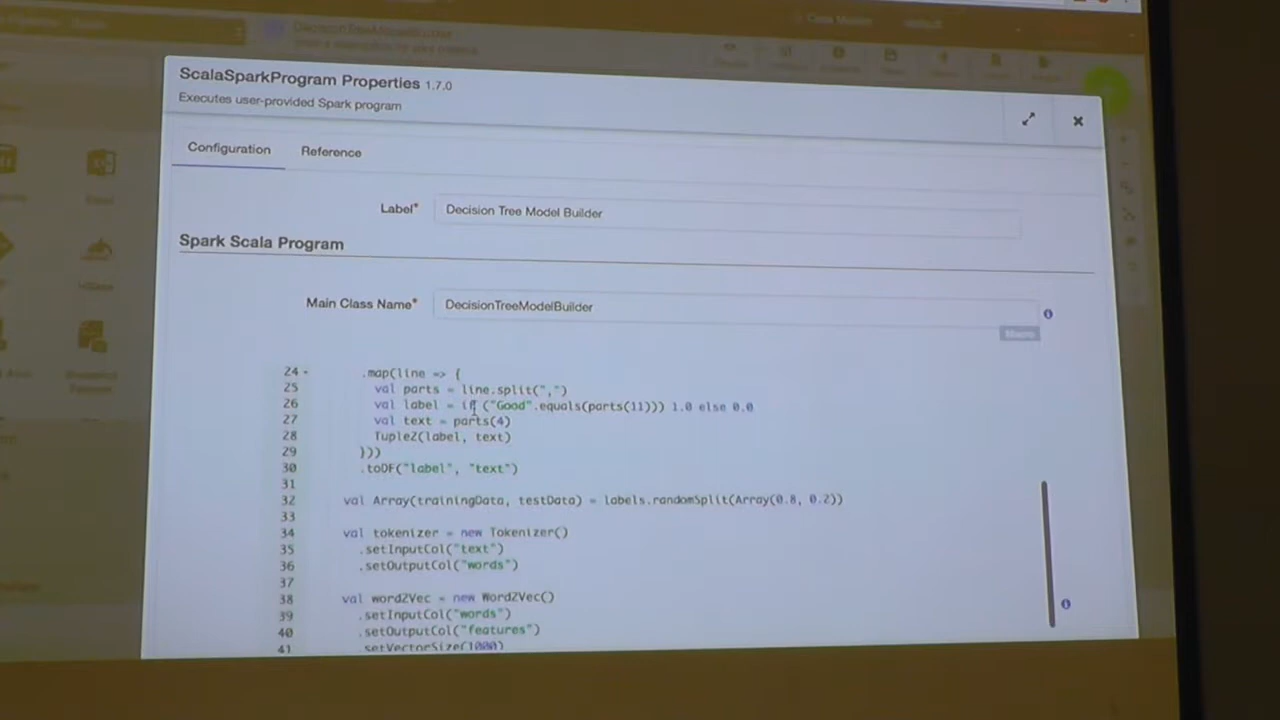 ScalaSparkProgram Properties 1.7.0
Executes user-provided Spark program
Configuration Reference
Label* Decision Tree Model Builder
Spark Scala Program
Main Class Name* DecisionTreeModelBuilder
Macro
24 .map(line => {
25 val parts = line.split(",")
26 val label = if ("Good".equals(parts(11))) 1.0 else 0.0
27 val text = parts(4)
28 Tuple2(label, text)
29 }))
30 .toDF("label", "text")
31
32 val Array(trainingData, testData) = labels.randomSplit(Array(0.8, 0.2))
33
34 val tokenizer = new Tokenizer()
35 .setInputCol("text")
36 .setOutputCol("words")
37
38 val word2Vec = new Word2Vec()
39 .setInputCol("words")
40 .setOutputCol("features")
41 .setVectorSize(1000)